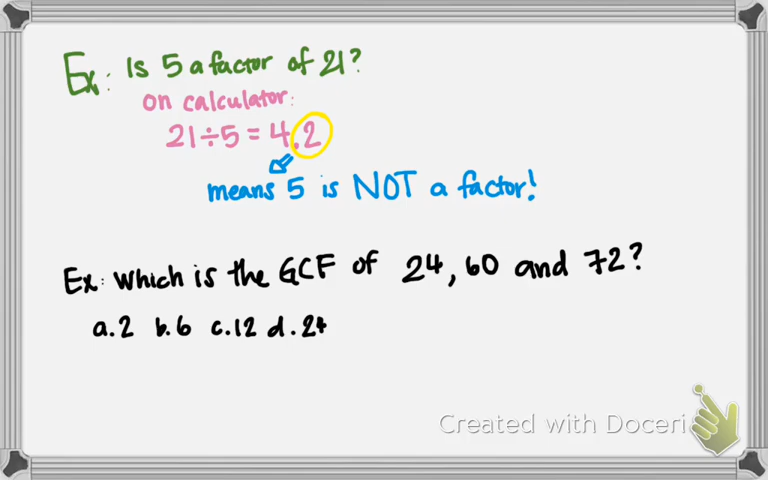 Ex: Is 5 a factor of 21?
on calculator:
21÷5 = 4.2
means 5 is NOT a factor!
Ex: Which is the GCF of 24, 60 and 72?
a. 2 b. 6 c. 12 d. 24
Created with Doceri